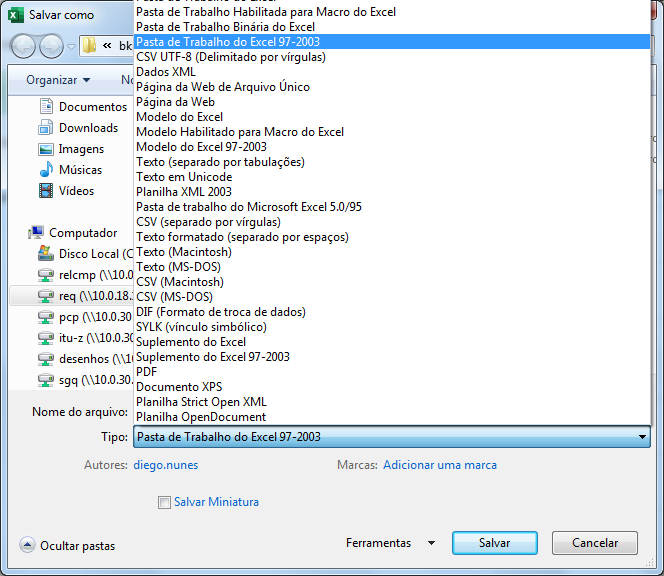 Salvar como
Pasta de Trabalho Habilitada para Macro do Excel
« bk
Pasta de Trabalho Binária do Excel
Pasta de Trabalho do Excel 97-2003
CSV UTF-8 (Delimitado por vírgulas)
Dados XML
Organizar
Página da Web de Arquivo Único
Página da Web
Documentos
Modelo do Excel
Downloads
Modelo Habilitado para Macro do Excel
Imagens
Modelo do Excel 97-2003
Texto (separado por tabulações)
Músicas
Texto em Unicode
Vídeos
Planilha XML 2003
Pasta de trabalho do Microsoft Excel 5.0/95
CSV (separado por vírgulas)
Computador
Texto formatado (separado por espaços)
Disco Local (C
Texto (Macintosh)
Texto (MS-DOS)
relcmp (\\10.0
CSV (Macintosh)
req (\\10.0.18.
CSV (MS-DOS)
DIF (Formato de troca de dados)
pcp (\\10.0.30
SYLK (vínculo simbólico)
itu-z (\\10.0.
Suplemento do Excel
Suplemento do Excel 97-2003
desenhos (\\10
PDF
sgq (\\10.0.30.
Documento XPS
Planilha Strict Open XML
Planilha OpenDocument
Nome do arquivo:
Tipo: Pasta de Trabalho do Excel 97-2003
Autores: diego.nunes
Marcas: Adicionar uma marca
Salvar Miniatura
Ocultar pastas
Ferramentas
Salvar
Cancelar